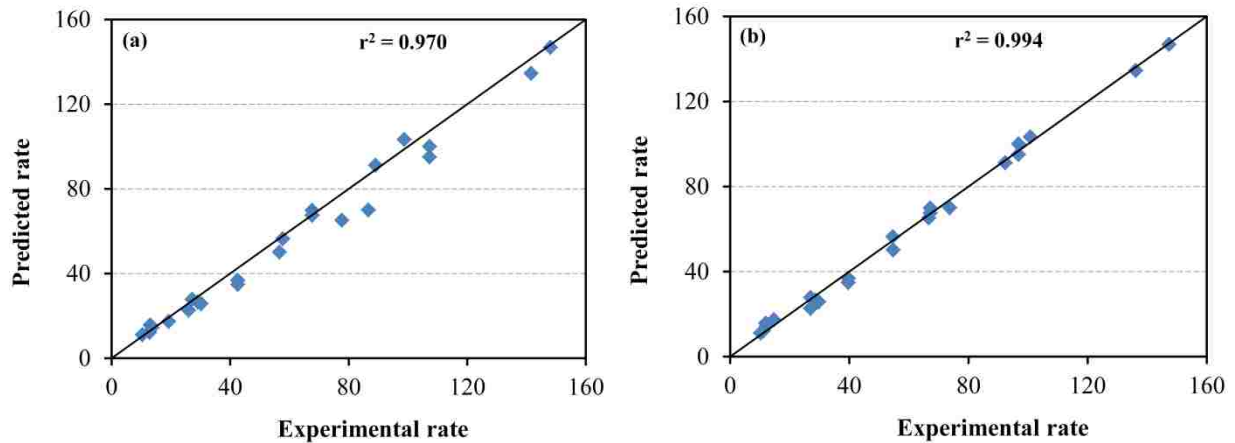 (a)
r² = 0.970
160
120
80
40
0
0 40 80 120 160
Predicted rate
Experimental rate
(b)
r² = 0.994
160
120
80
40
0
0 40 80 120 160
Predicted rate
Experimental rate